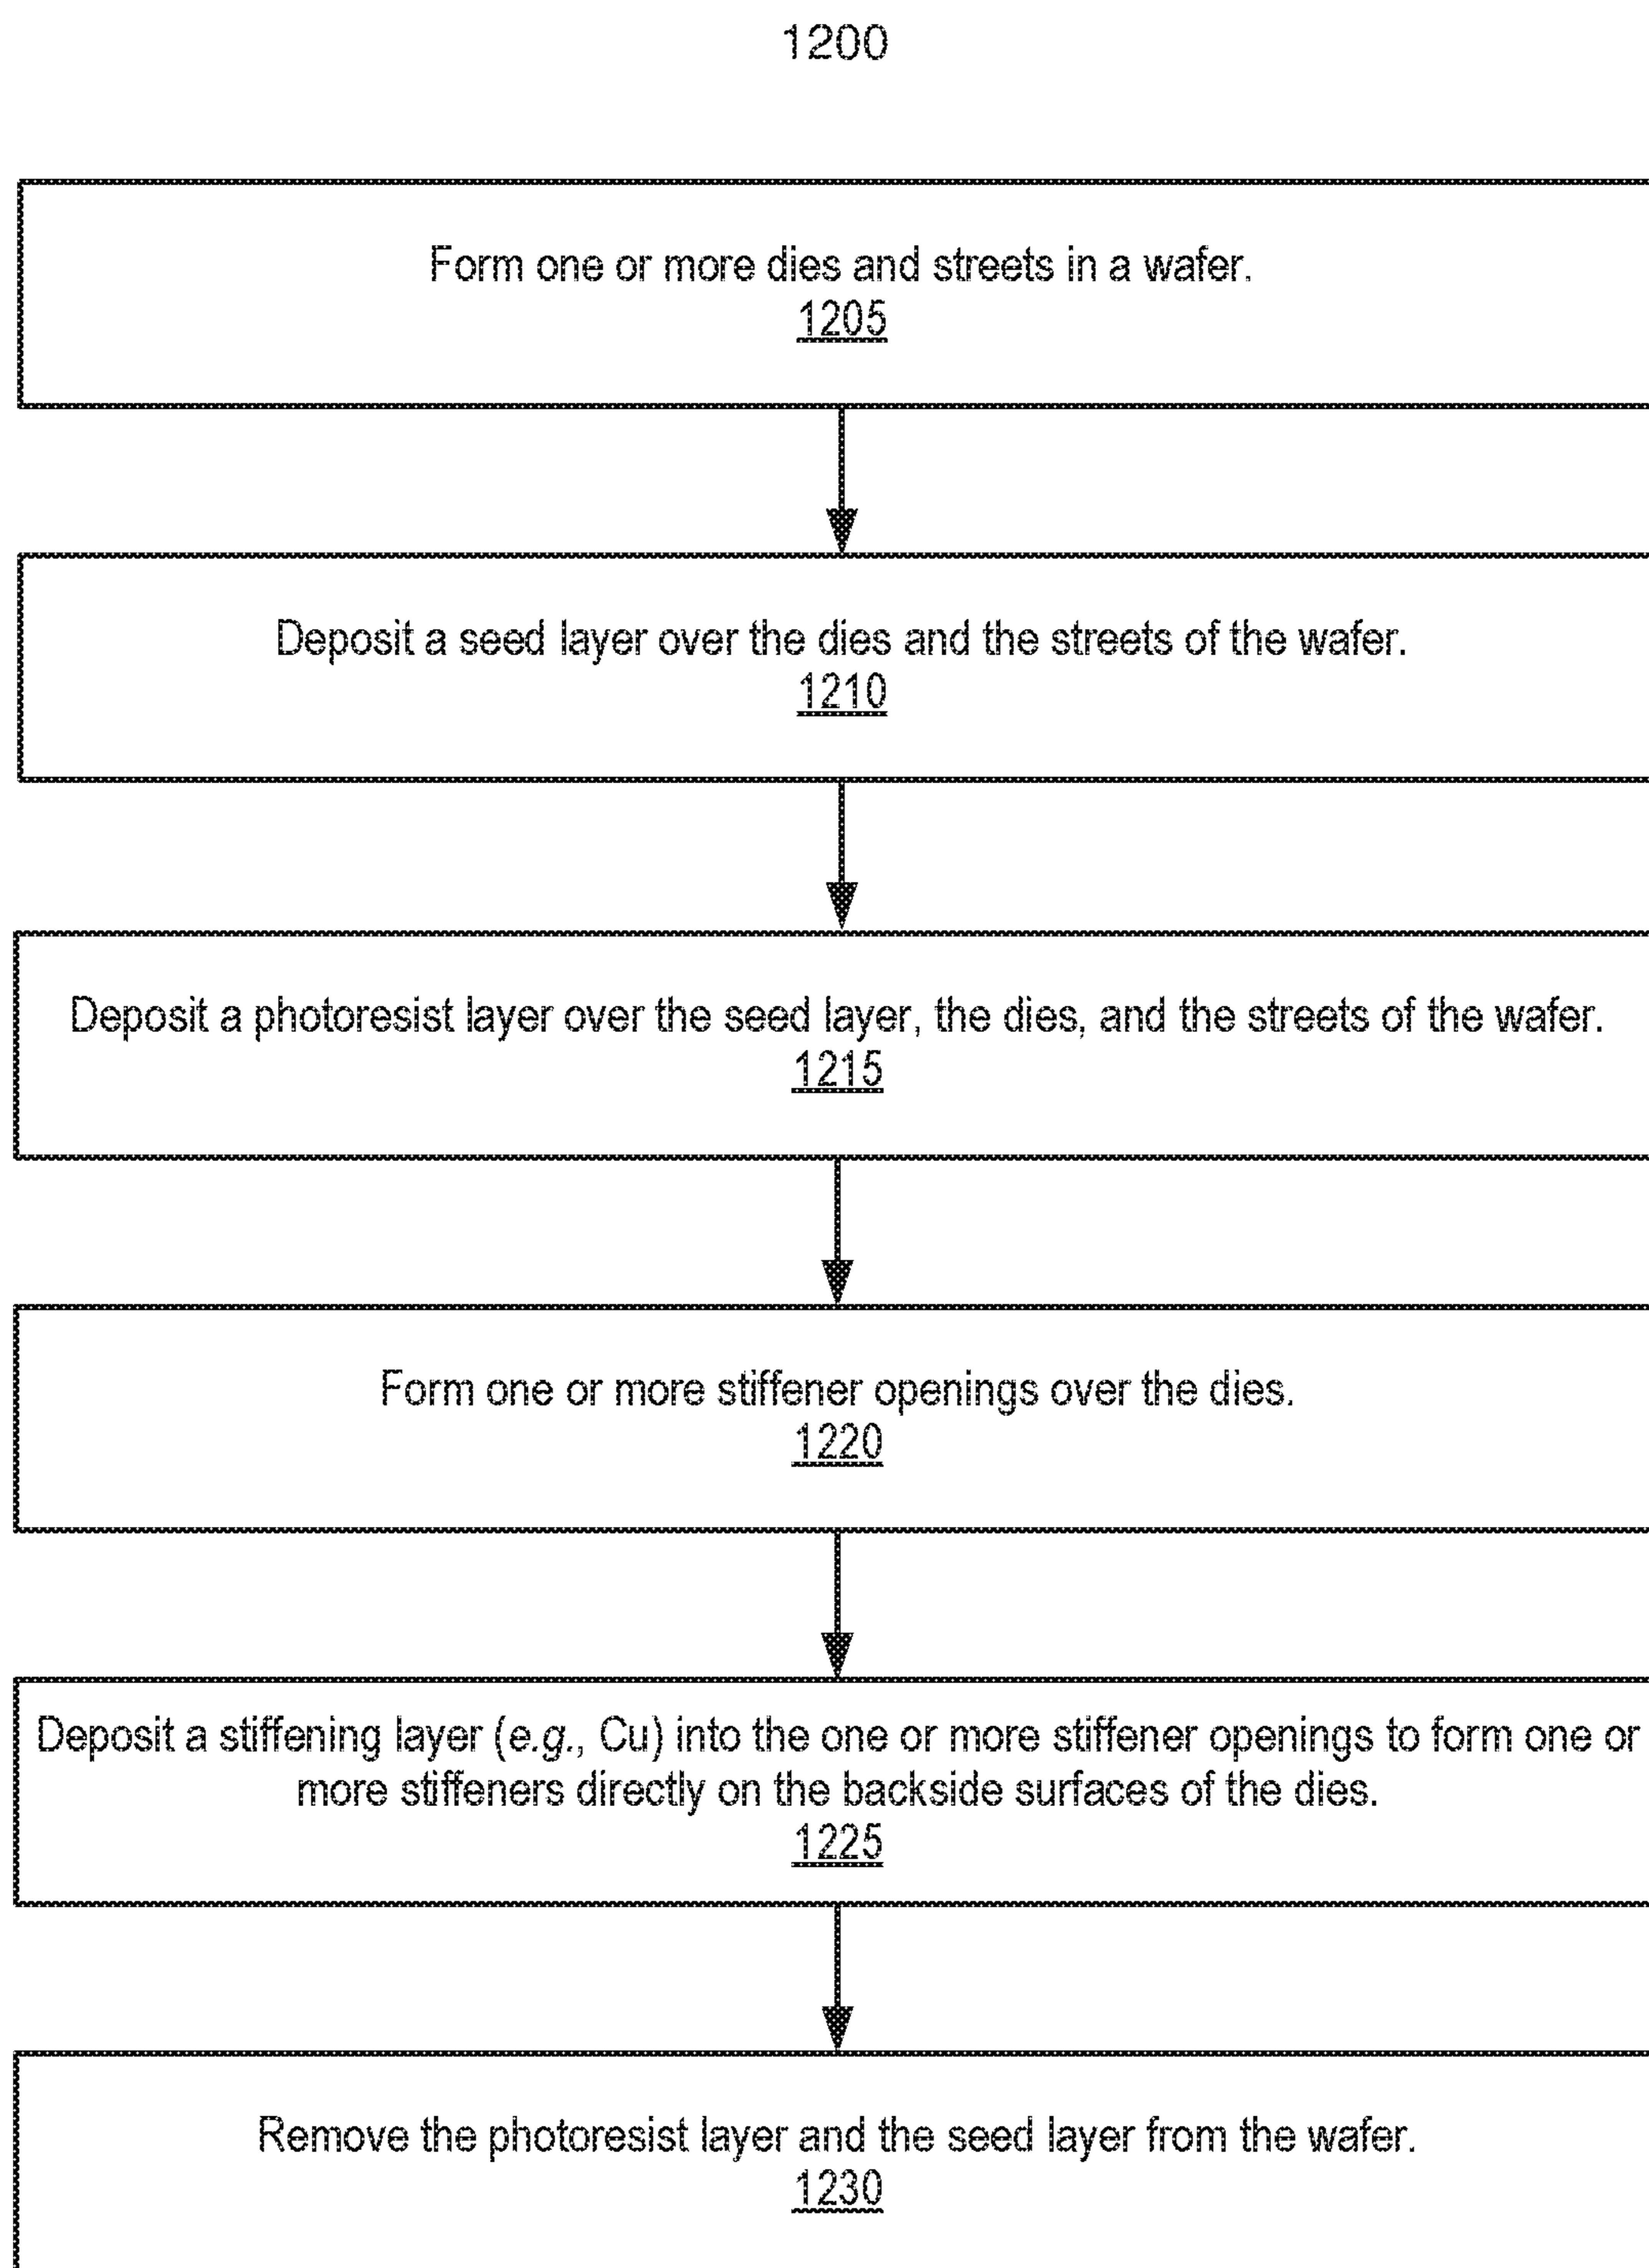 1200
Form one or more dies and streets in a wafer.
1205
Deposit a seed layer over the dies and the streets of the wafer.
1210
Deposit a photoresist layer over the seed layer, the dies, and the streets of the wafer.
1215
Form one or more stiffener openings over the dies.
1220
Deposit a stiffening layer (e.g., Cu) into the one or more stiffener openings to form one or
more stiffeners directly on the backside surfaces of the dies.
1225
Remove the photoresist layer and the seed layer from the wafer.
1230